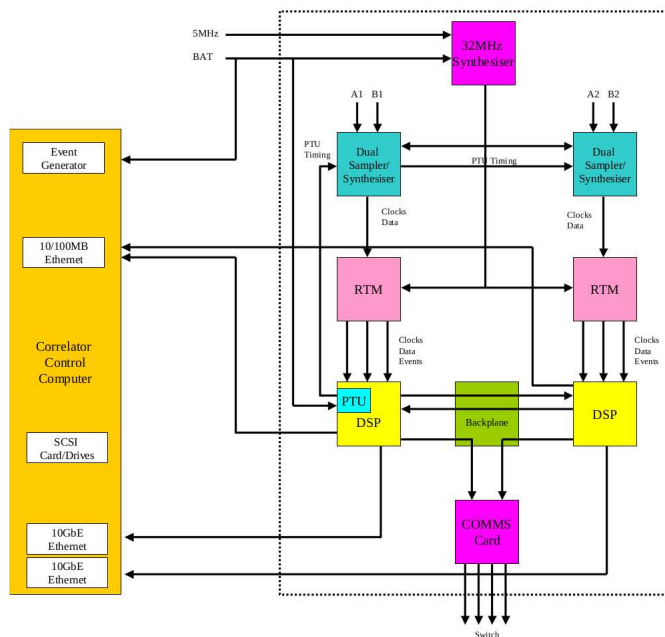 5MHz
BAT
32MHz
Synthesiser
A1 B1
A2 B2
PTU
Timing
Dual
Sampler/
Synthesiser
PTU Timing
Dual
Sampler/
Synthesiser
Event
Generator
Clocks
Data
Clocks
Data
10/100MB
Ethernet
RTM
RTM
Correlator
Control
Computer
Clocks
Data
Events
Clocks
Data
Events
PTU
DSP
Backplane
DSP
SCSI
Card/Drives
COMMS
Card
10GbE
Ethernet
10GbE
Ethernet
Switch